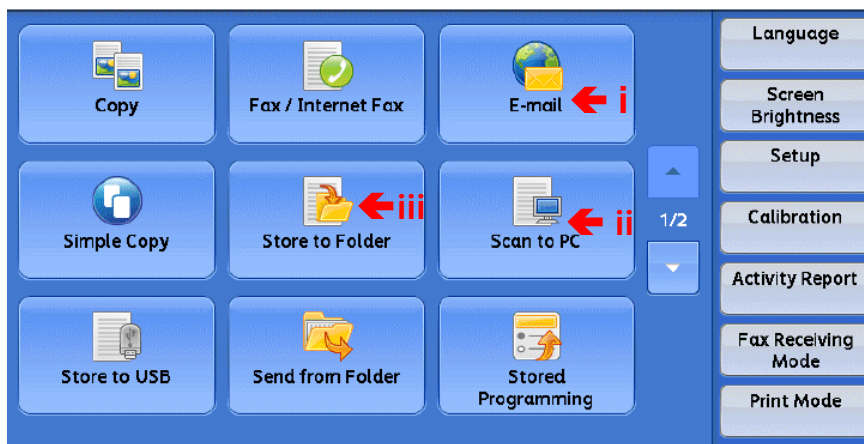 Copy
Fax / Internet Fax
E-mail
i
Simple Copy
Store to Folder
iii
Scan to PC
ii
Store to USB
Send from Folder
Stored
Programming
1/2
Language
Screen
Brightness
Setup
Calibration
Activity Report
Fax Receiving
Mode
Print Mode